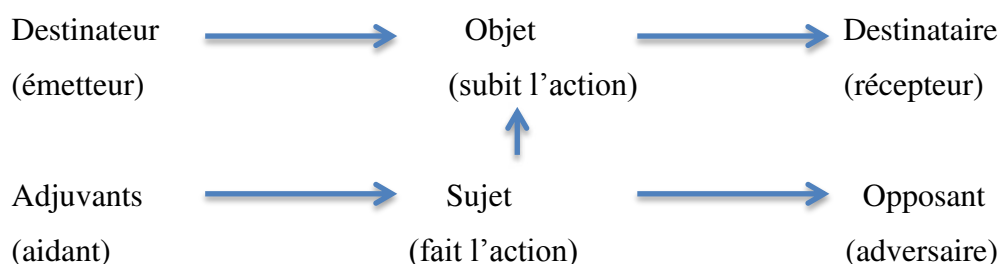 Destinateur Objet Destinataire
(émetteur) (subit l’action) (récepteur)
Adjuvants Sujet Opposant
(aidant) (fait l’action) (adversaire)